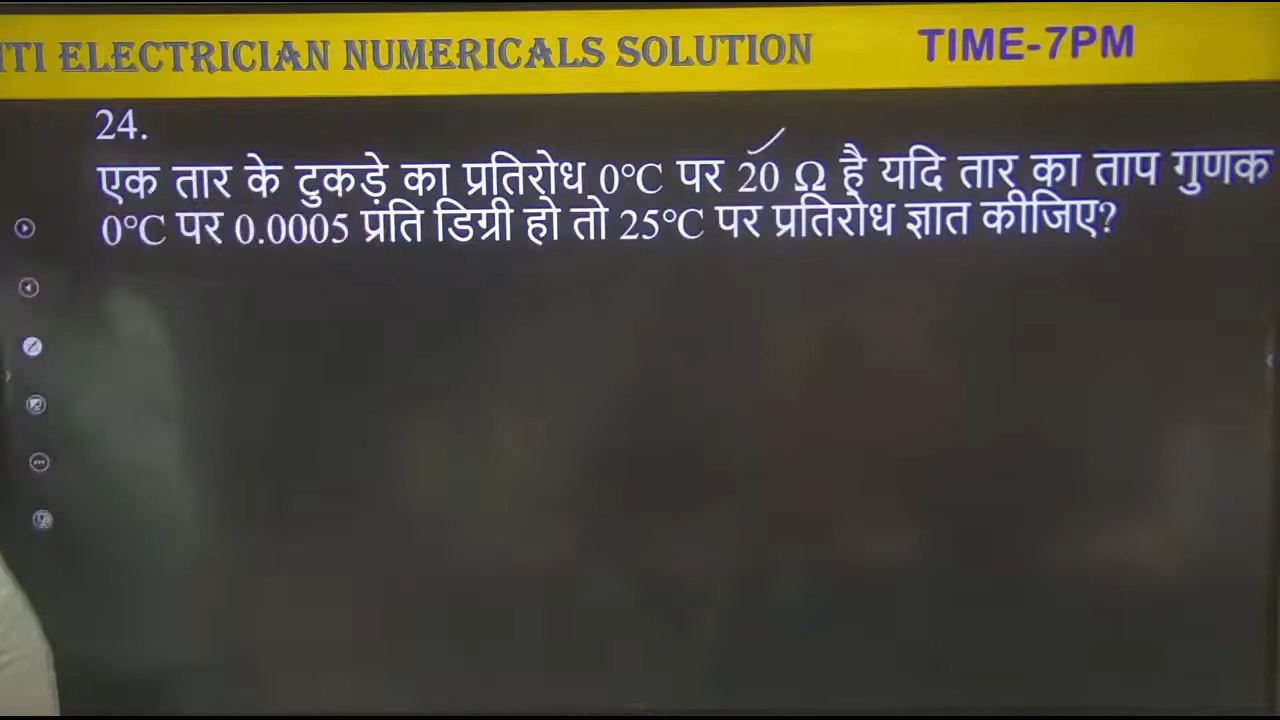 ITI ELECTRICIAN NUMERICALS SOLUTION TIME-7PM
24.
एक तार के टुकड़े का प्रतिरोध 0°C पर 20 Ω है यदि तार का ताप गुणक
0°C पर 0.0005 प्रति डिग्री हो तो 25°C पर प्रतिरोध ज्ञात कीजिए?